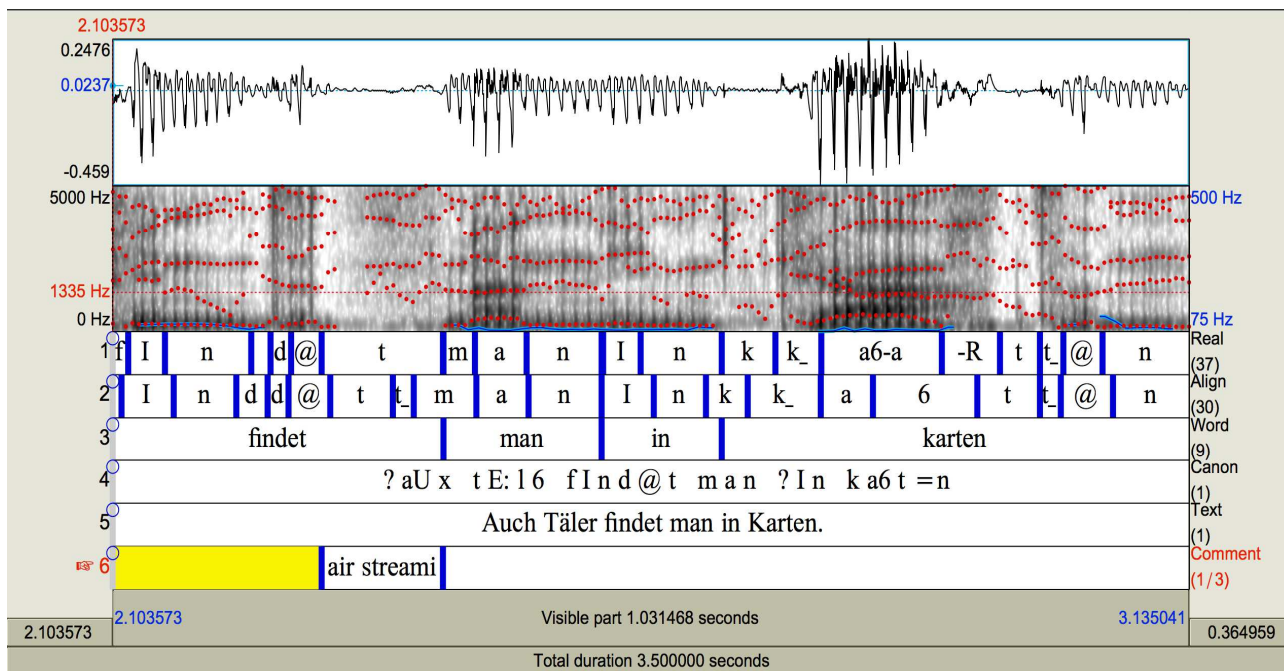 2.103573
0.2476
0.0237
-0.459
5000 Hz
500 Hz
1335 Hz
0 Hz
75 Hz
1 f I n d @ t m a n I n k k_ a6-a -R t t_ @ n Real (37)
2 I n d d @ t t_ m a n I n k k_ a 6 t t_ @ n Align (30)
3 findet man in karten Word (9)
4 ? aU x t E: l 6 f I n d @ t m a n ? I n k a6 t =n Canon (1)
5 Auch Täler findet man in Karten. Text (1)
6 air streami Comment (1/3)
2.103573 Visible part 1.031468 seconds 3.135041
2.103573 0.364959
Total duration 3.500000 seconds